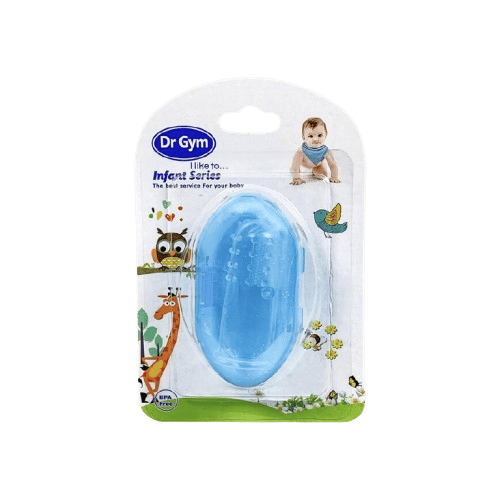 Dr Gym
I like to...
Infant Series
The best service For your baby
BPA
Free